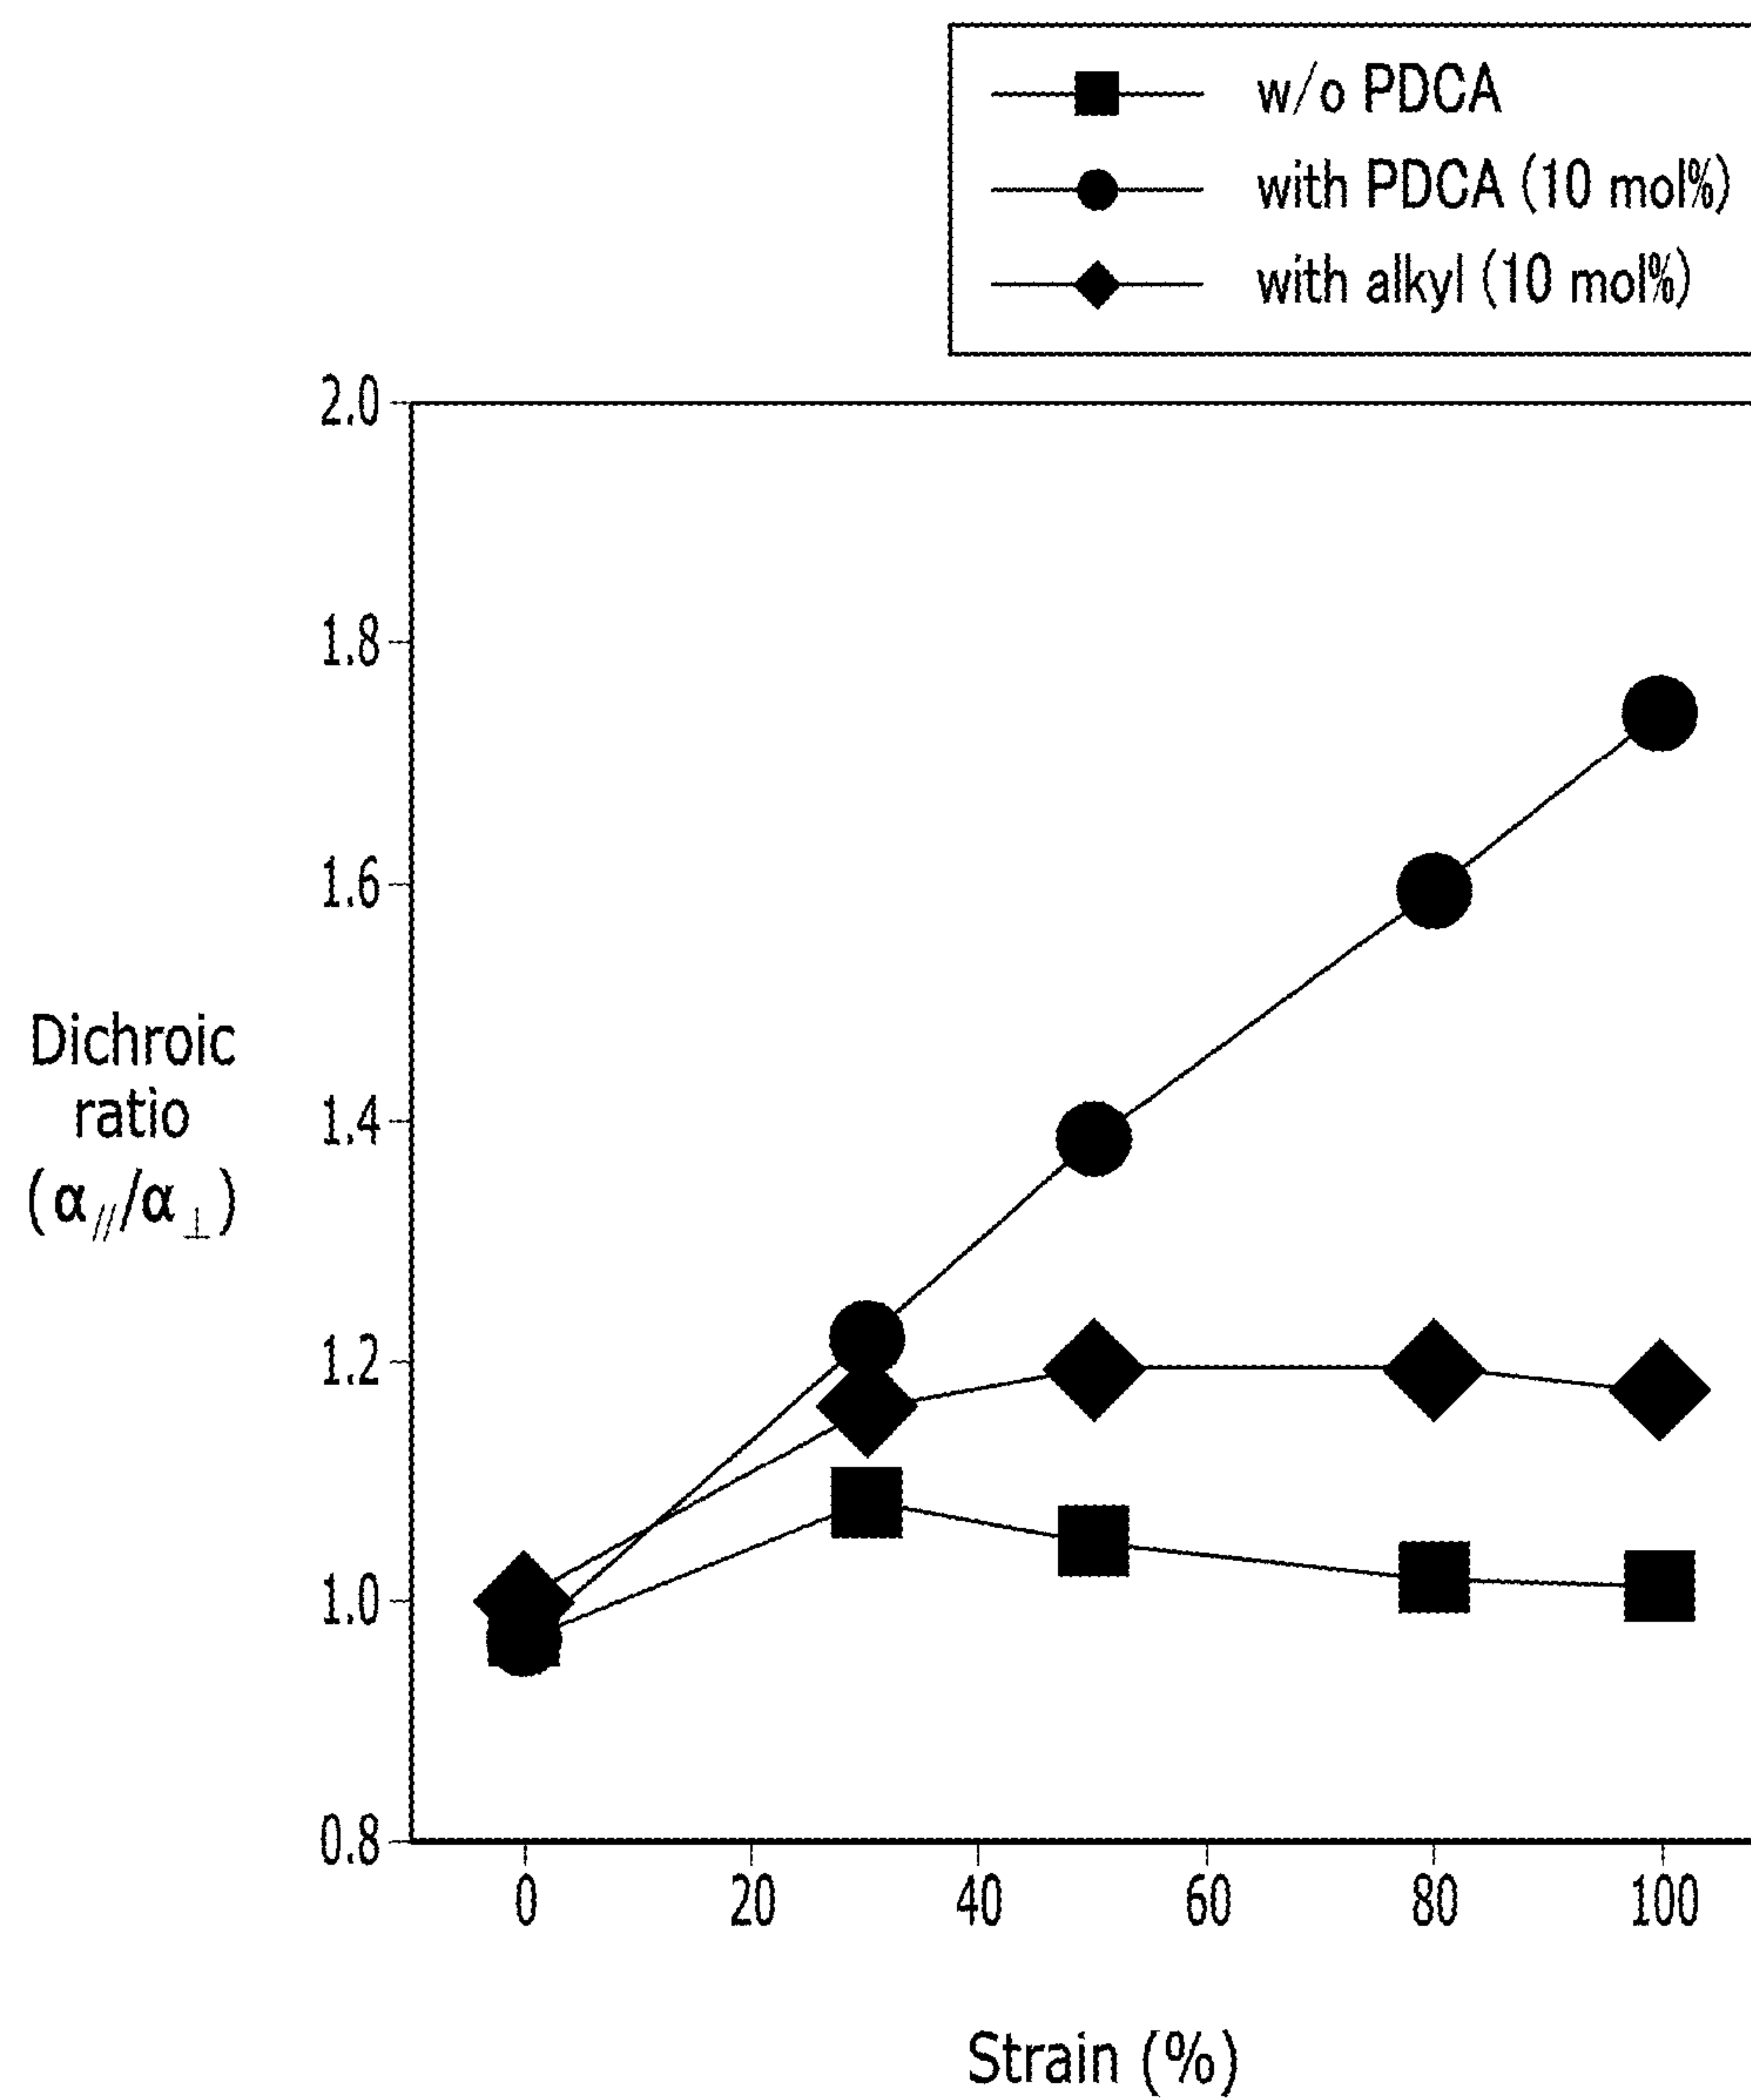 w/o PDCA
with PDCA (10 mol%)
with alkyl (10 mol%)
2.0
1.8
1.6
1.4
1.2
1.0
0.8
Dichroic
ratio
(α⫽/α⊥)
0 20 40 60 80 100
Strain (%)